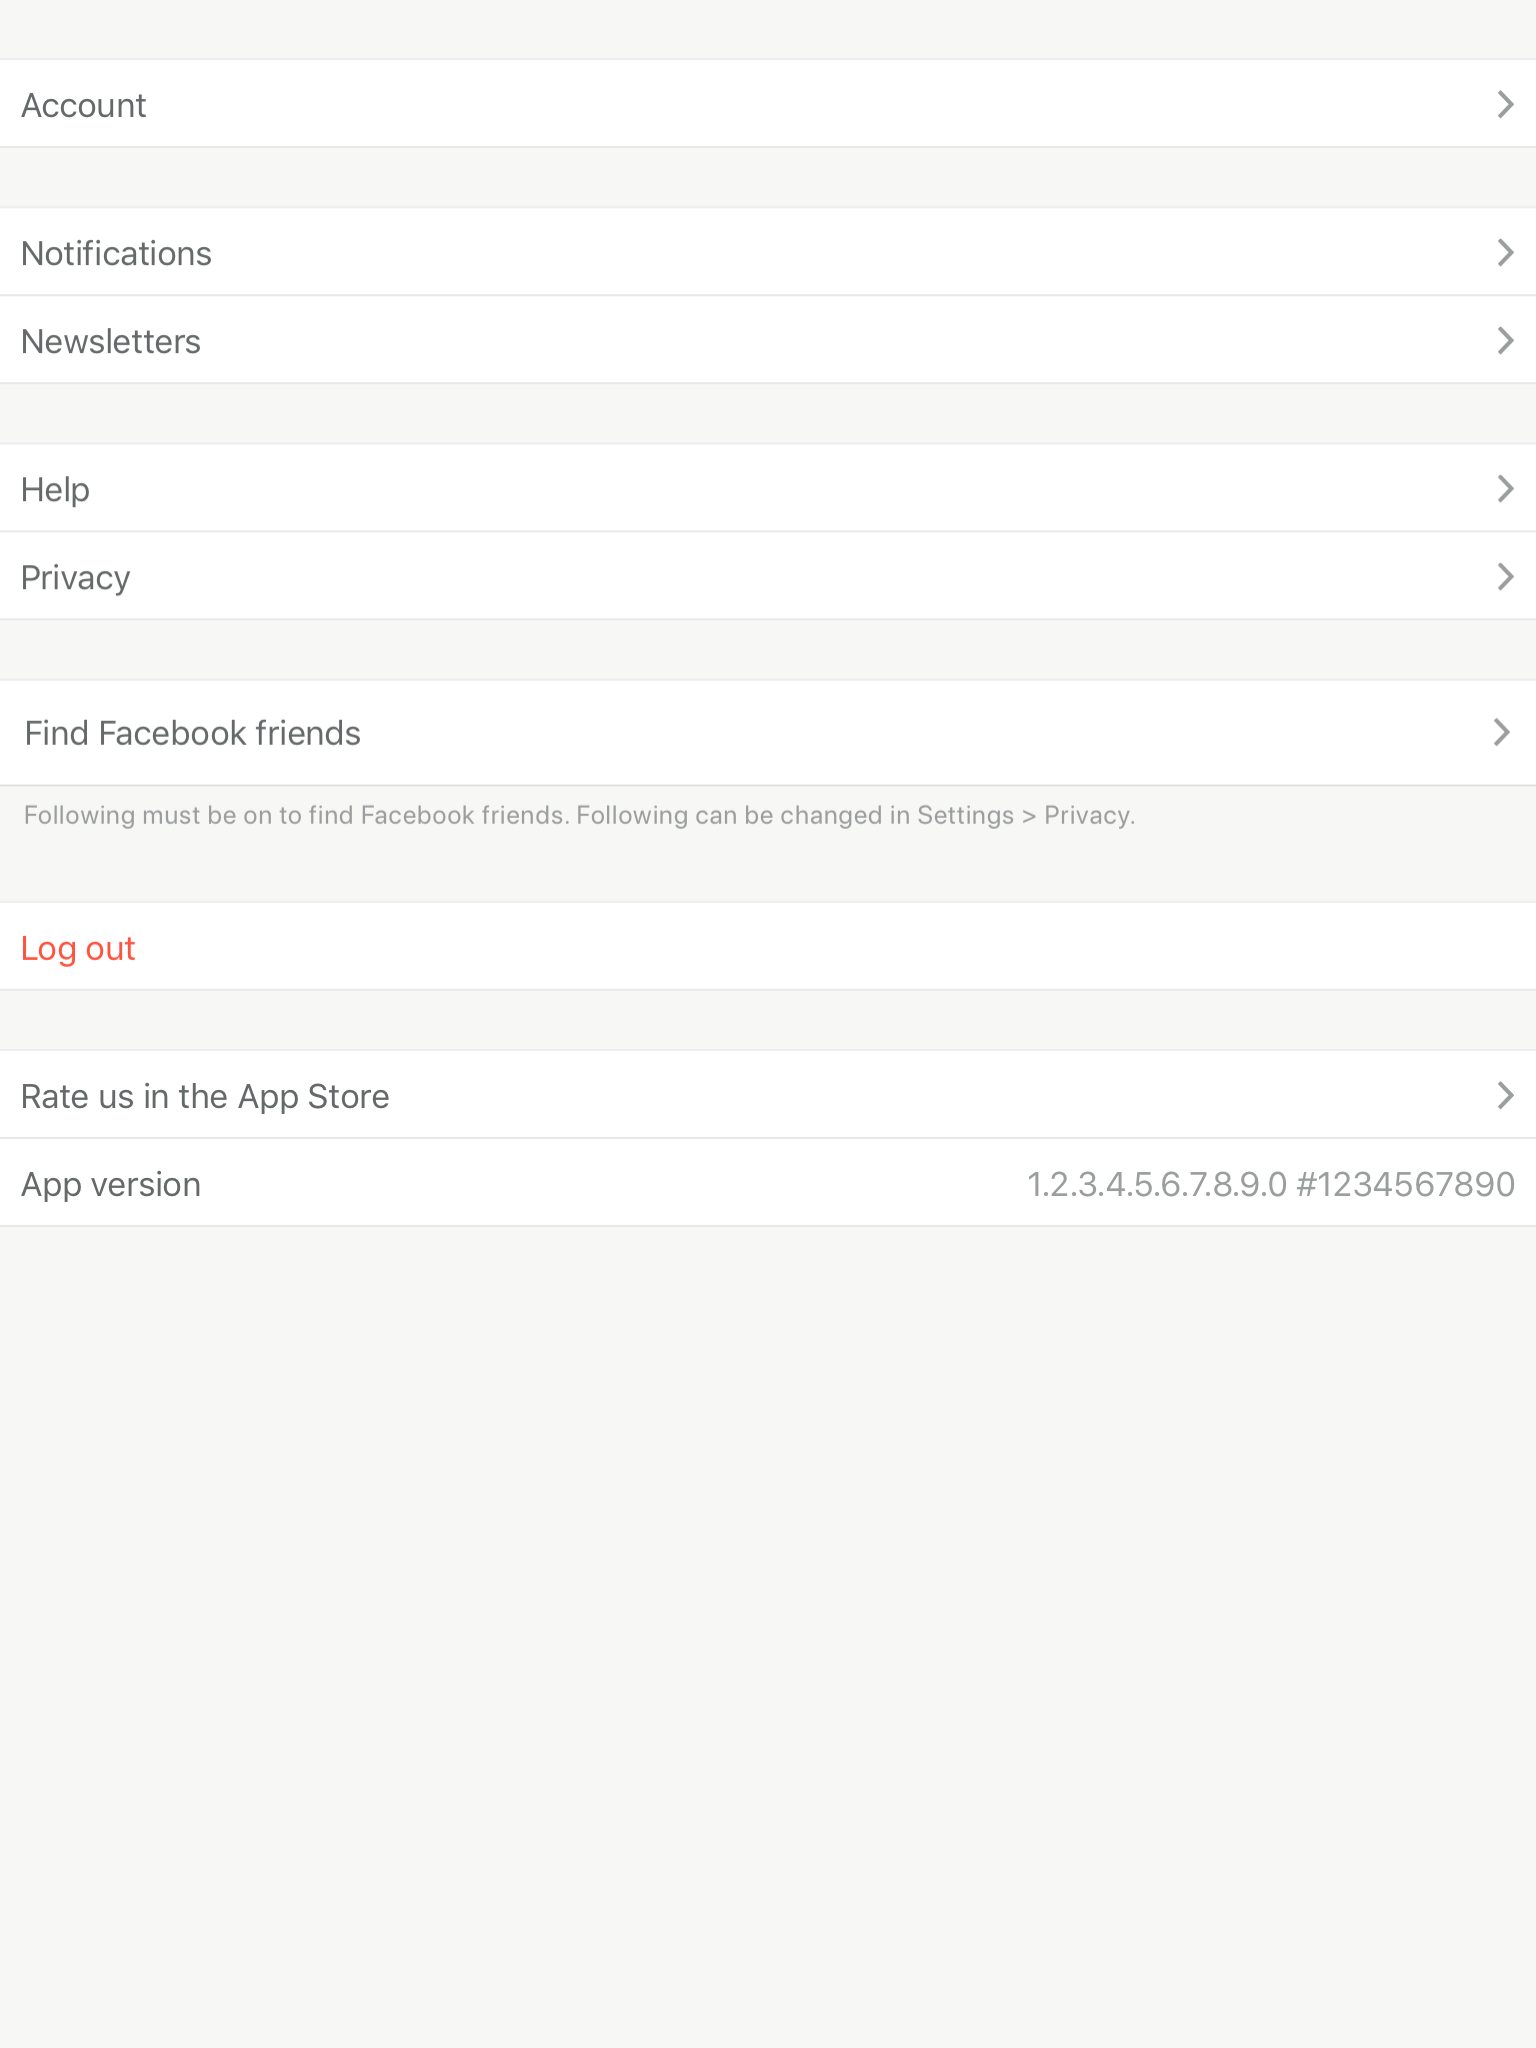 Account
Notifications
Newsletters
Help
Privacy
Find Facebook friends
Following must be on to find Facebook friends. Following can be changed in Settings > Privacy.
Log out
Rate us in the App Store
App version 1.2.3.4.5.6.7.8.9.0 #1234567890